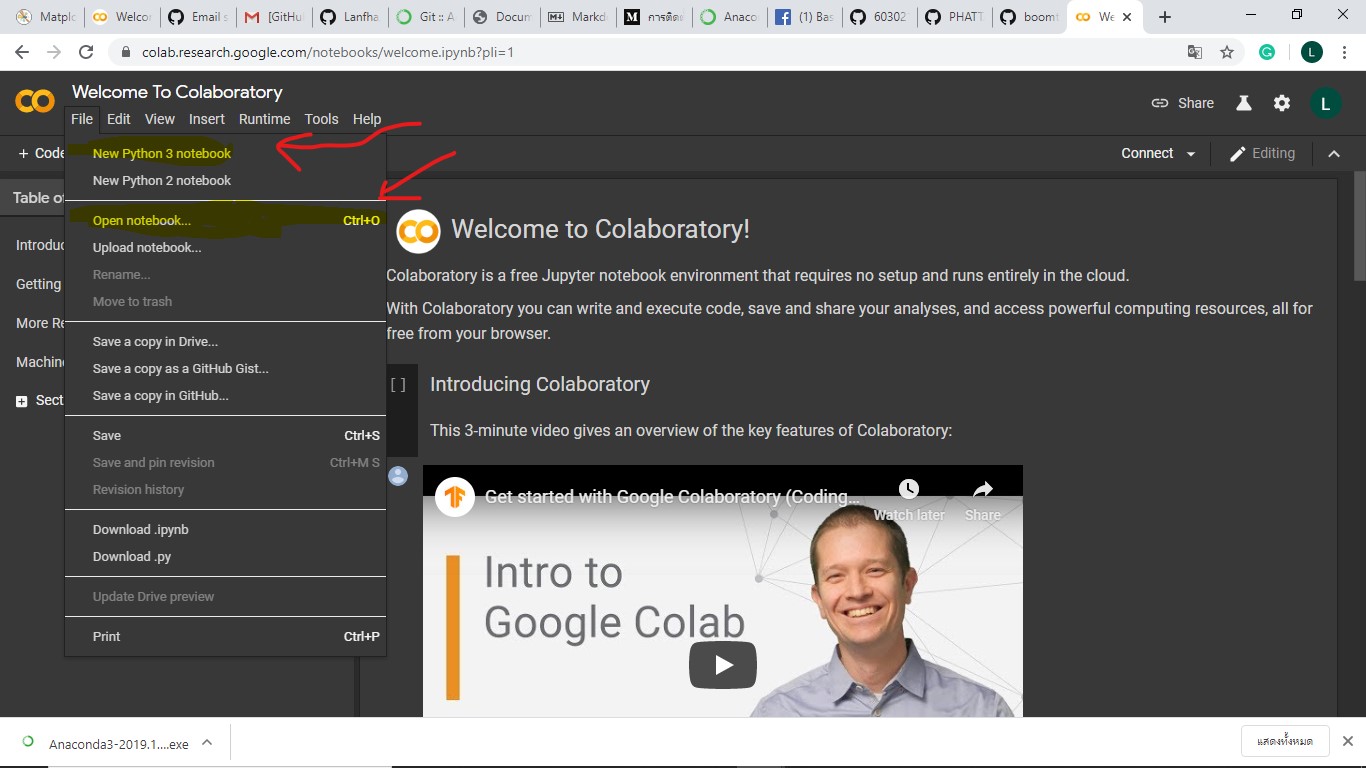 Matplo
Welcom
Email s
[GitHu
Lanfha
Git :: A
Docum
Markd
การติดต
Anaco
(1) Bas
60302
PHATT
boomt
We
colab.research.google.com/notebooks/welcome.ipynb?pli=1
L
Welcome To Colaboratory
Share
L
File Edit View Insert Runtime Tools Help
+ Code
Connect
Editing
New Python 3 notebook
New Python 2 notebook
Table of
Open notebook... Ctrl+O
Upload notebook...
Rename...
Move to trash
Save a copy in Drive...
Save a copy as a GitHub Gist...
Save a copy in GitHub...
Save Ctrl+S
Save and pin revision Ctrl+M S
Revision history
Download .ipynb
Download .py
Update Drive preview
Print Ctrl+P
Introduc
Getting
More Re
Machin
Sect
Welcome to Colaboratory!
Colaboratory is a free Jupyter notebook environment that requires no setup and runs entirely in the cloud.
With Colaboratory you can write and execute code, save and share your analyses, and access powerful computing resources, all for
free from your browser.
[ ]
Introducing Colaboratory
This 3-minute video gives an overview of the key features of Colaboratory:
Get started with Google Colaboratory (Coding...
Watch later
Share
Intro to
Google Colab
Anaconda3-2019.1....exe
แสดงทั้งหมด